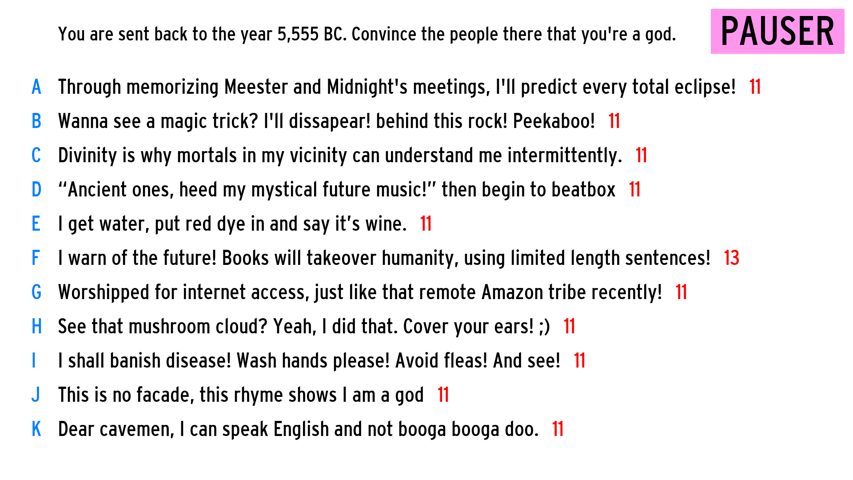 You are sent back to the year 5,555 BC. Convince the people there that you're a god.
PAUSER
A Through memorizing Meester and Midnight's meetings, I'll predict every total eclipse! 11
B Wanna see a magic trick? I'll dissapear! behind this rock! Peekaboo! 11
C Divinity is why mortals in my vicinity can understand me intermittently. 11
D “Ancient ones, heed my mystical future music!” then begin to beatbox 11
E I get water, put red dye in and say it’s wine. 11
F I warn of the future! Books will takeover humanity, using limited length sentences! 13
G Worshipped for internet access, just like that remote Amazon tribe recently! 11
H See that mushroom cloud? Yeah, I did that. Cover your ears! ;) 11
I I shall banish disease! Wash hands please! Avoid fleas! And see! 11
J This is no facade, this rhyme shows I am a god 11
K Dear cavemen, I can speak English and not booga booga doo. 11